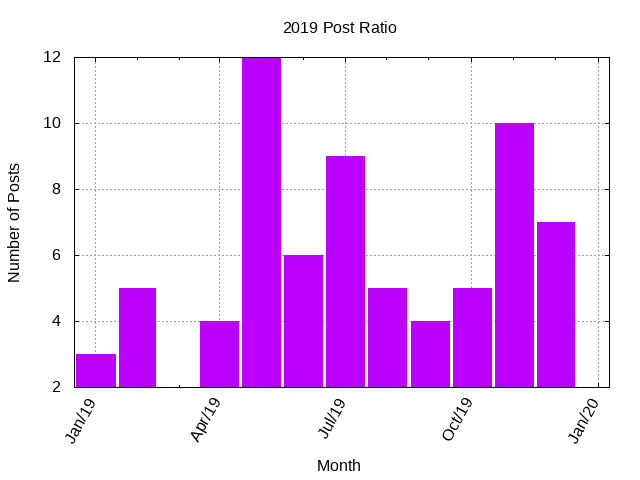 2019 Post Ratio
12
10
8
6
4
2
Number of Posts
Jan/19
Apr/19
Jul/19
Oct/19
Jan/20
Month